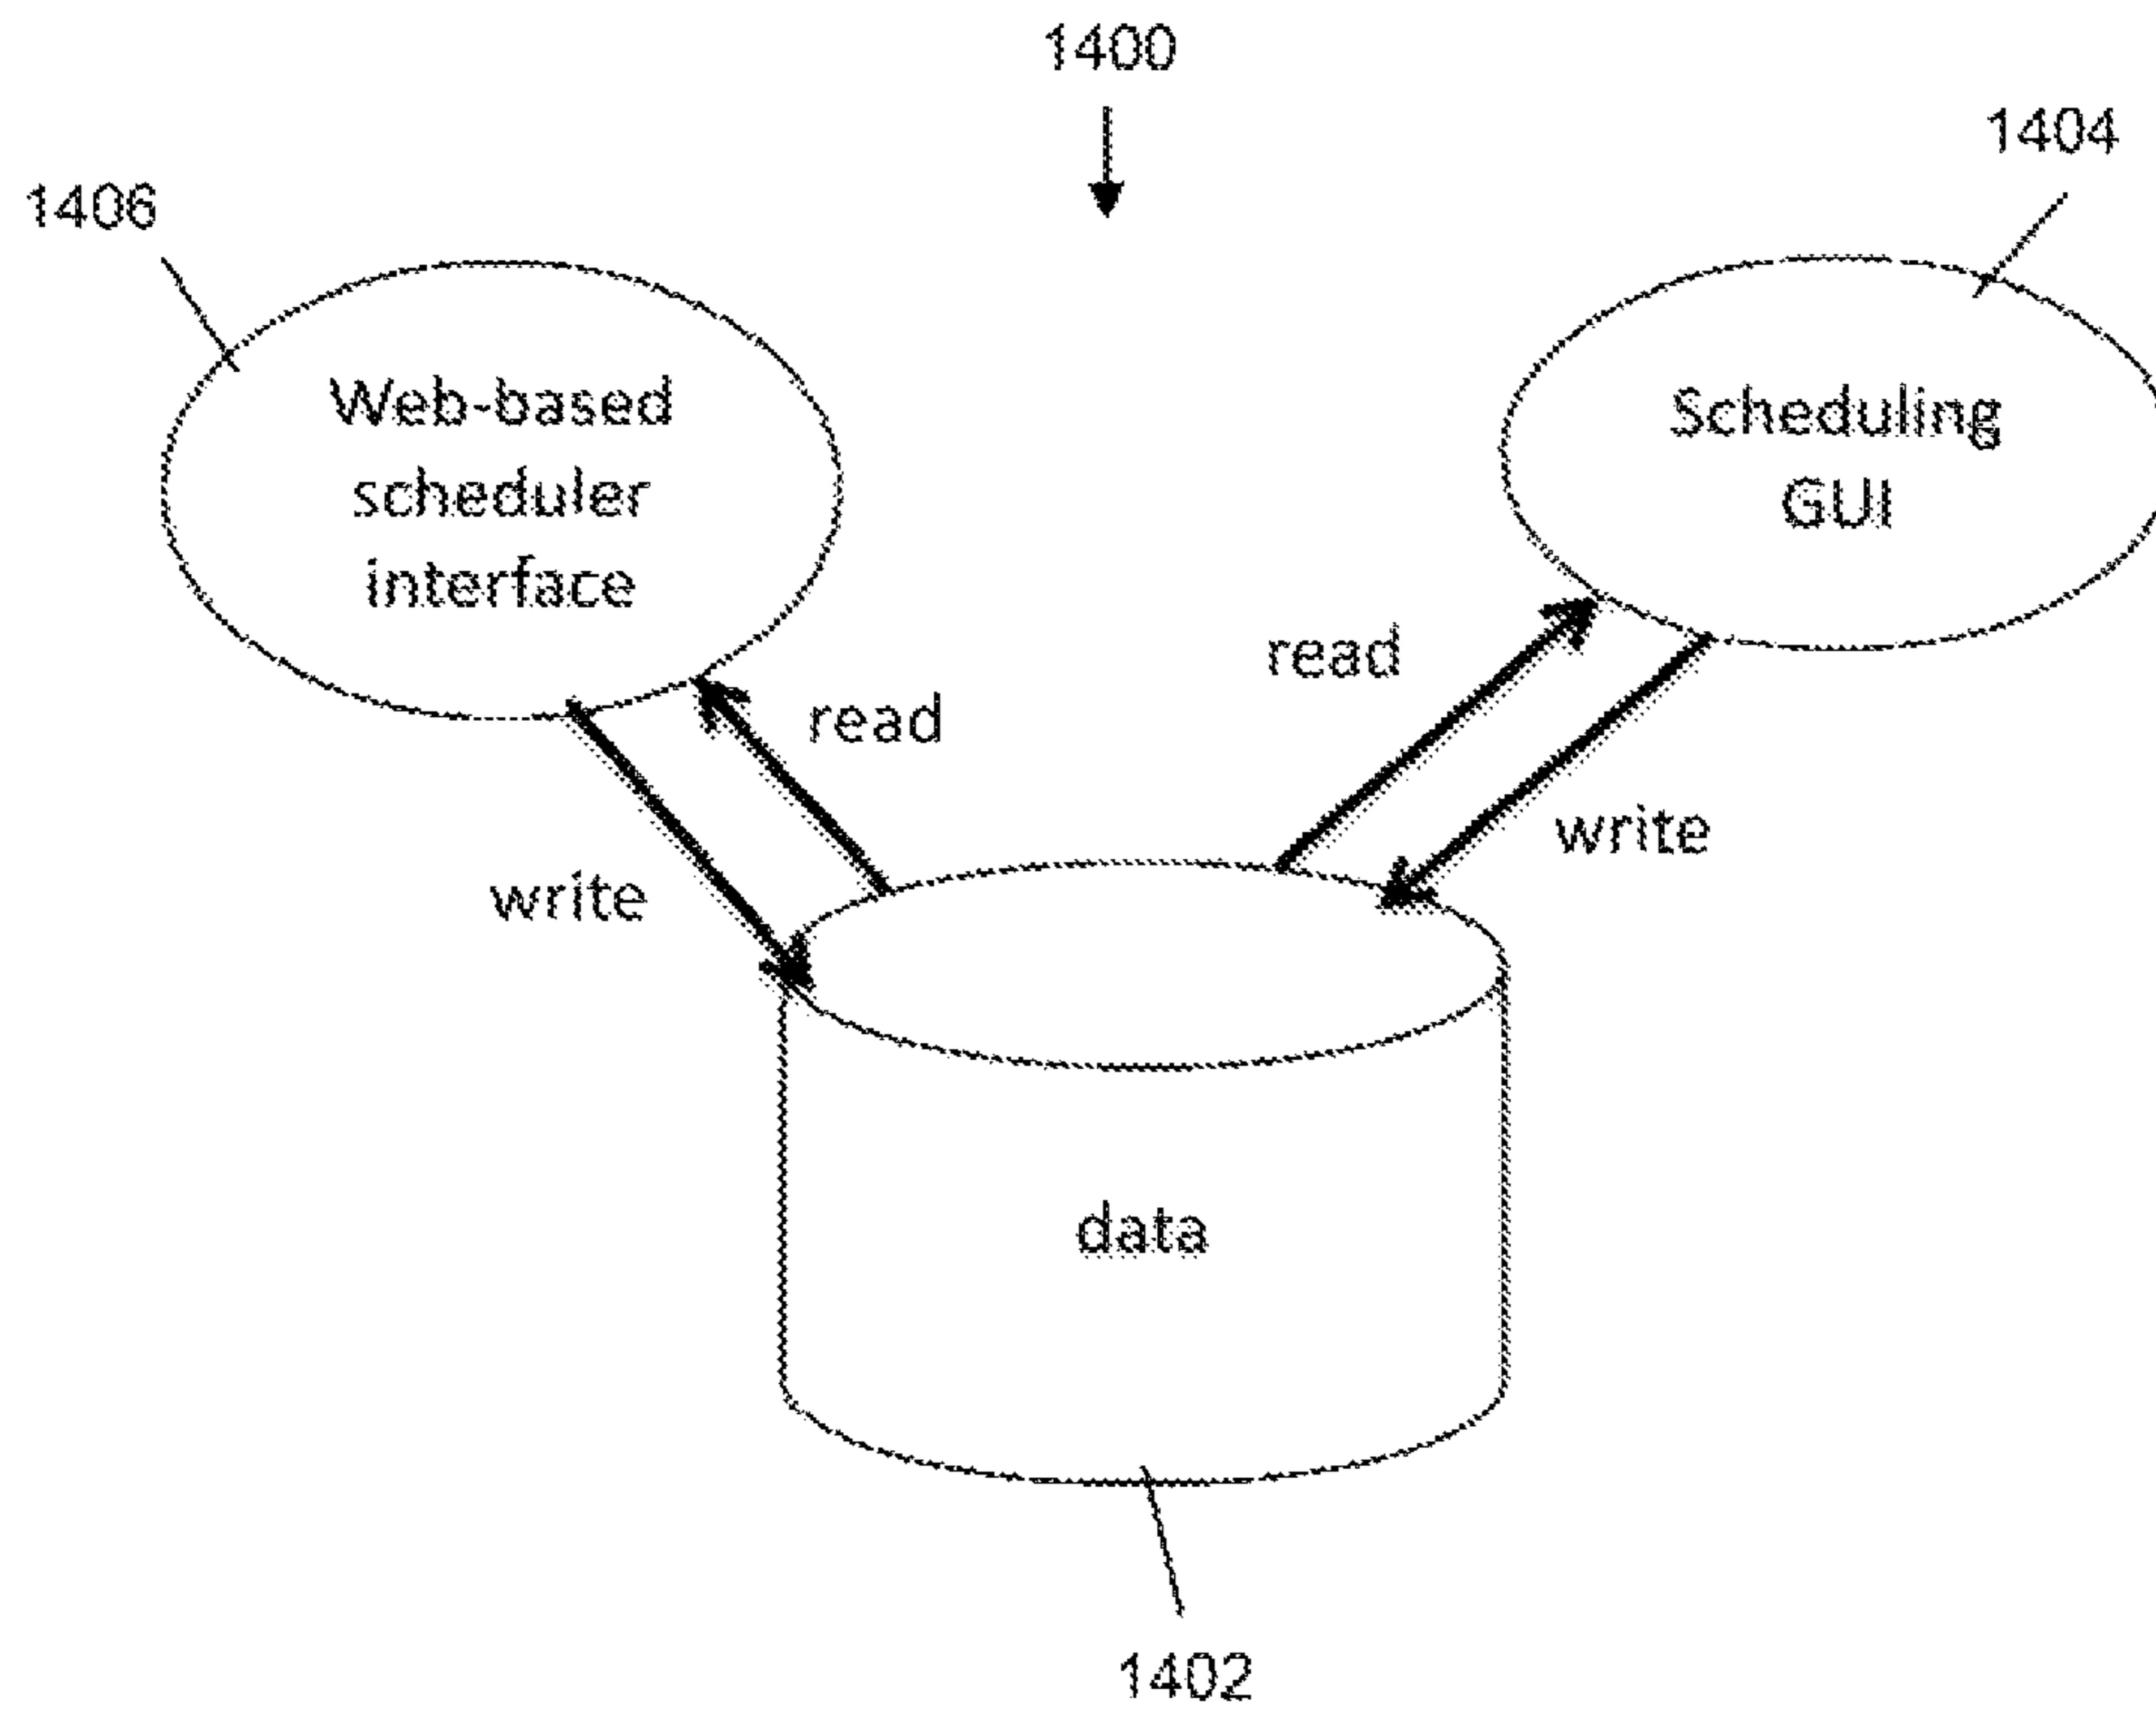 1400
1404
1406
Web-based
scheduler
interface
Scheduling
GUI
read
read
write
write
data
1402